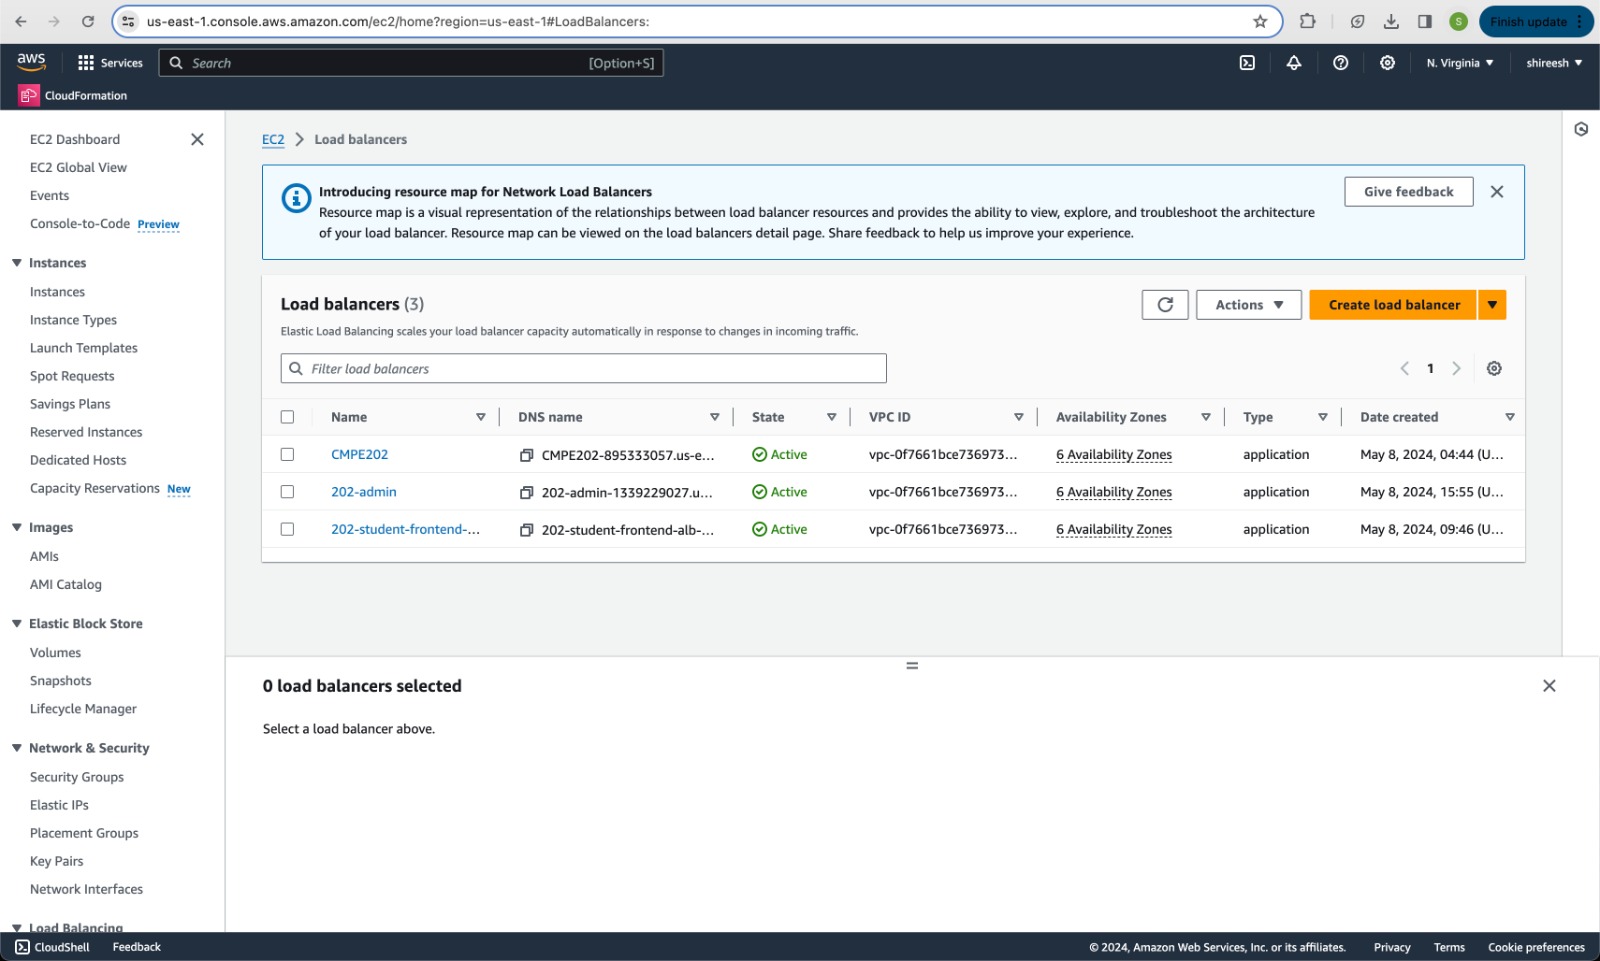 us-east-1.console.aws.amazon.com/ec2/home?region=us-east-1#LoadBalancers:
S
Finish update
aws
Services
Search
[Option+S]
N. Virginia
shireesh
CloudFormation
EC2 Dashboard
EC2 Global View
Events
Console-to-Code Preview
Instances
Instances
Instance Types
Launch Templates
Spot Requests
Savings Plans
Reserved Instances
Dedicated Hosts
Capacity Reservations New
Images
AMIs
AMI Catalog
Elastic Block Store
Volumes
Snapshots
Lifecycle Manager
Network & Security
Security Groups
Elastic IPs
Placement Groups
Key Pairs
Network Interfaces
Load Balancing
EC2 > Load balancers
Introducing resource map for Network Load Balancers
Resource map is a visual representation of the relationships between load balancer resources and provides the ability to view, explore, and troubleshoot the architecture
of your load balancer. Resource map can be viewed on the load balancers detail page. Share feedback to help us improve your experience.
Give feedback
Load balancers (3)
Actions
Create load balancer
Elastic Load Balancing scales your load balancer capacity automatically in response to changes in incoming traffic.
Filter load balancers
1
Name DNS name State VPC ID Availability Zones Type Date created
CMPE202 CMPE202-895333057.us-e... Active vpc-0f7661bce736973... 6 Availability Zones application May 8, 2024, 04:44 (U...
202-admin 202-admin-1339229027.u... Active vpc-0f7661bce736973... 6 Availability Zones application May 8, 2024, 15:55 (U...
202-student-frontend-... 202-student-frontend-alb-... Active vpc-0f7661bce736973... 6 Availability Zones application May 8, 2024, 09:46 (U...
0 load balancers selected
Select a load balancer above.
CloudShell
Feedback
© 2024, Amazon Web Services, Inc. or its affiliates.
Privacy
Terms
Cookie preferences